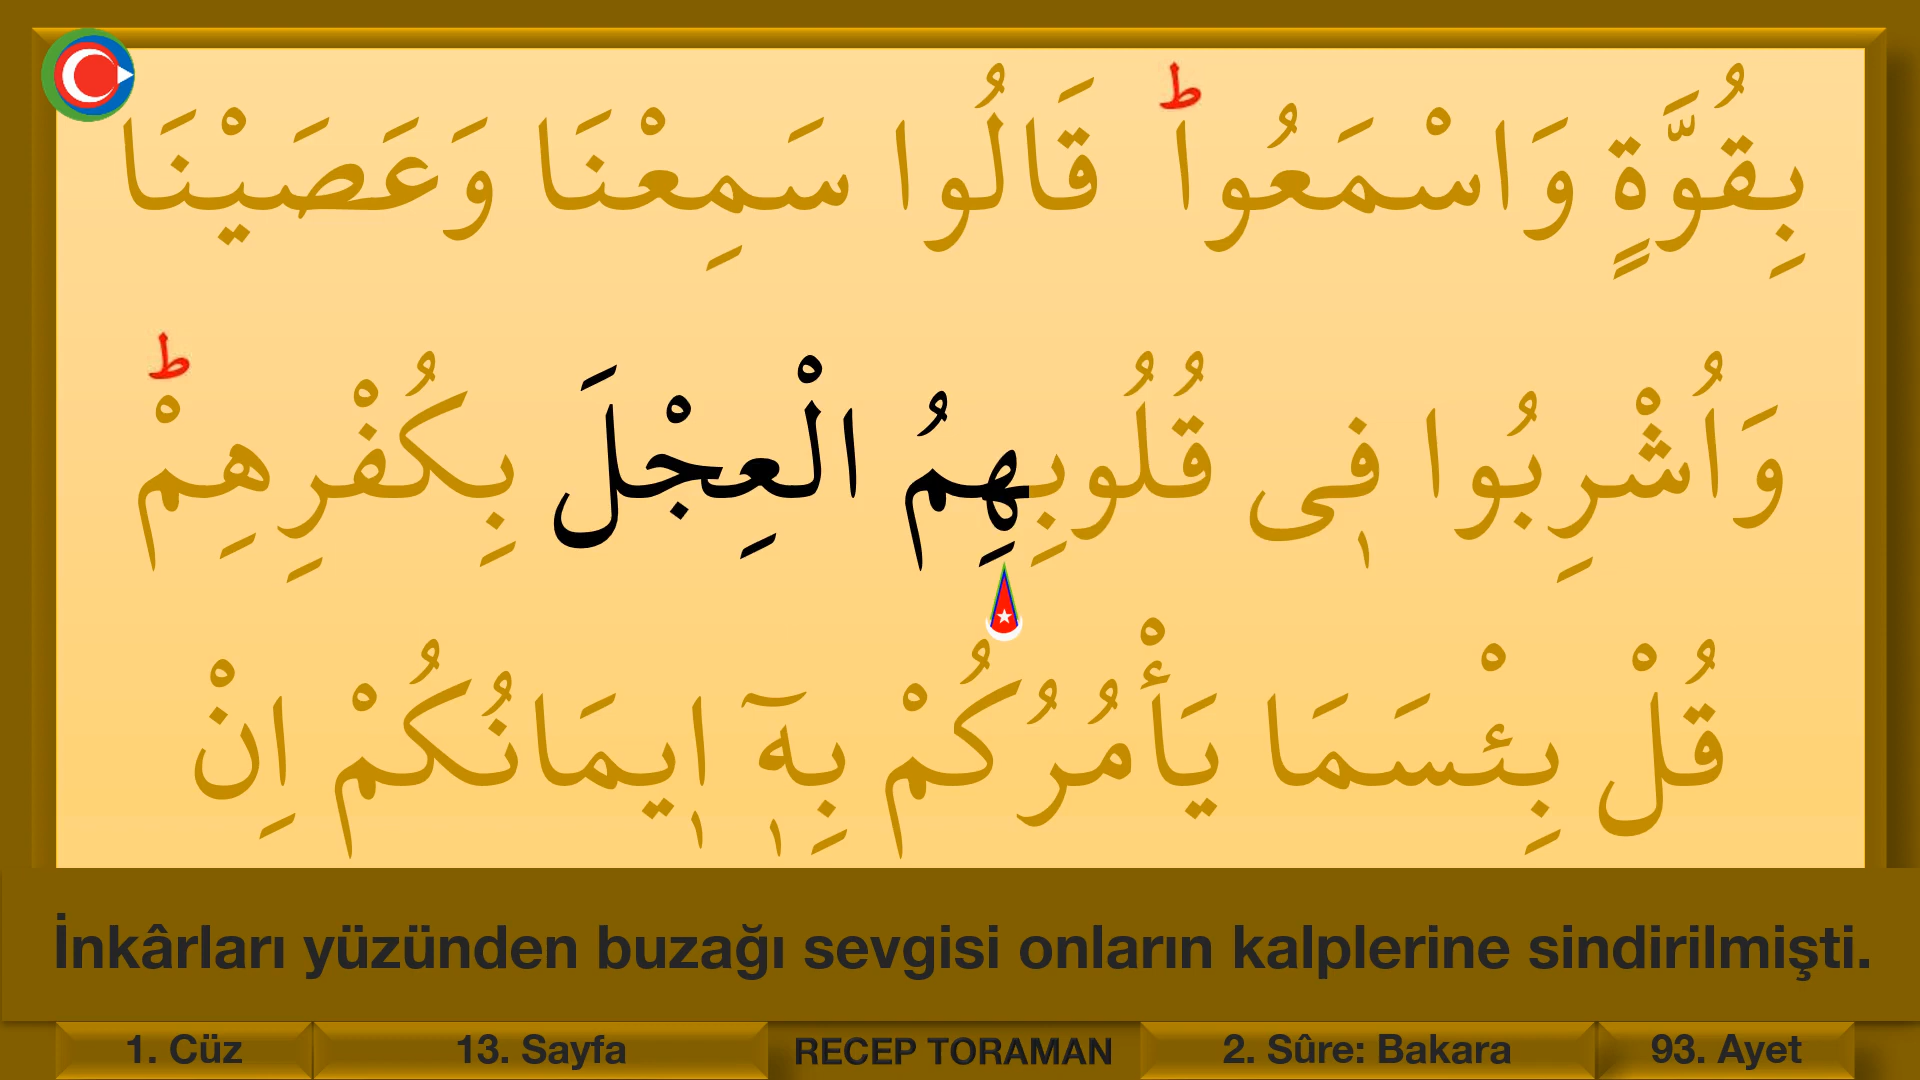 بِقُوَّةٍ وَاسْمَعُوا ط قَالُوا سَمِعْنَا وَعَصَيْنَا
وَاُشْرِبُوا ف۪ى قُلُوبِهِمُ الْعِجْلَ بِكُفْرِهِمْ ط
قُلْ بِئْسَمَا يَأْمُرُكُمْ بِه۪ٓ ا۪يمَانُكُمْ اِنْ
İnkârları yüzünden buzağı sevgisi onların kalplerine sindirilmişti.
1. Cüz 13. Sayfa RECEP TORAMAN 2. Sûre: Bakara 93. Ayet